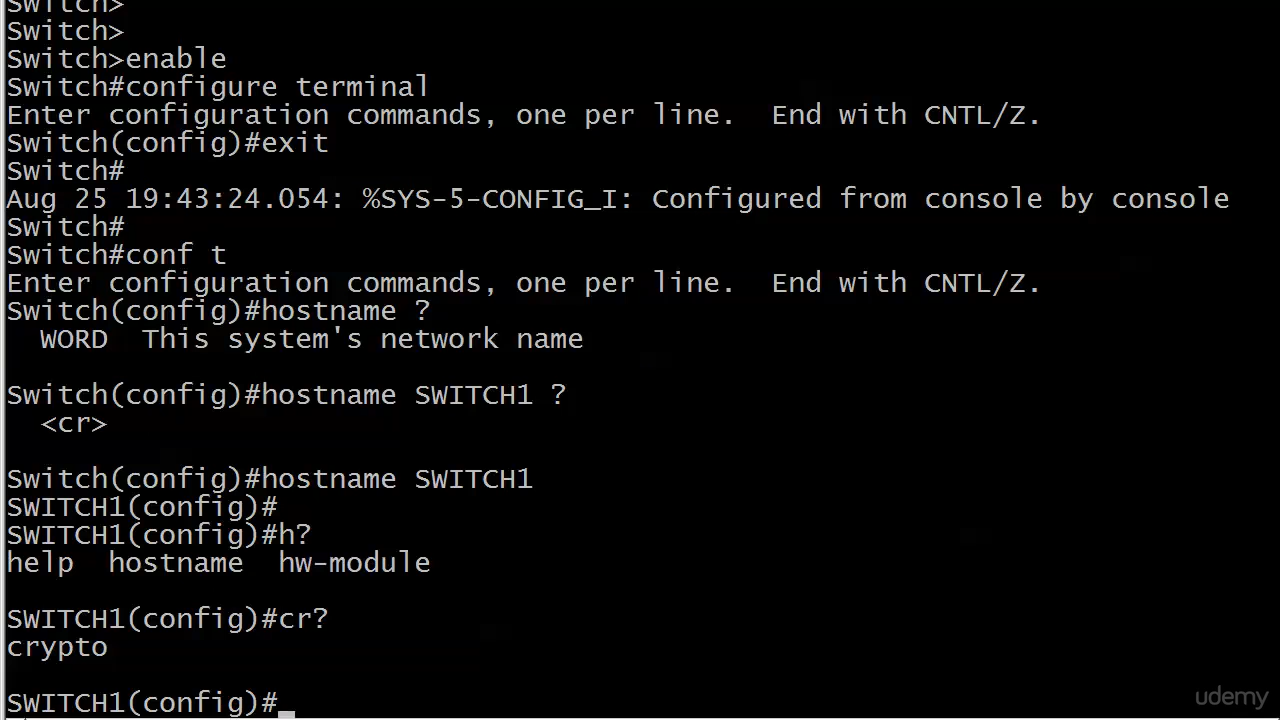 Switch>
Switch>
Switch>enable
Switch#configure terminal
Enter configuration commands, one per line.  End with CNTL/Z.
Switch(config)#exit
Switch#
Aug 25 19:43:24.054: %SYS-5-CONFIG_I: Configured from console by console
Switch#
Switch#conf t
Enter configuration commands, one per line.  End with CNTL/Z.
Switch(config)#hostname ?
  WORD  This system's network name
Switch(config)#hostname SWITCH1 ?
  <cr>
Switch(config)#hostname SWITCH1
SWITCH1(config)#
SWITCH1(config)#h?
help  hostname  hw-module
SWITCH1(config)#cr?
crypto
SWITCH1(config)#
udemy